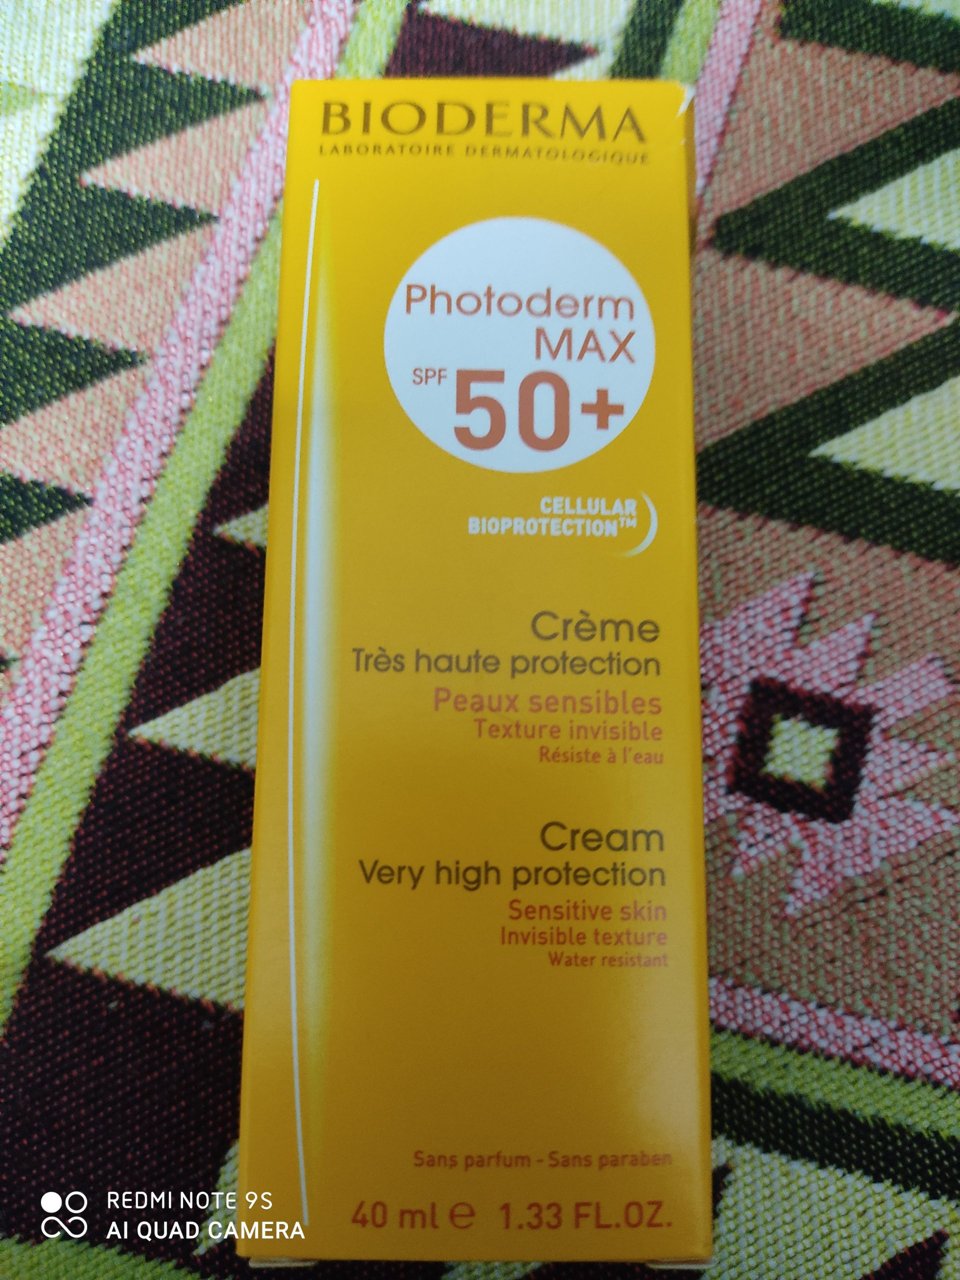 BIODERMA
LABORATOIRE DERMATOLOGIQUE
Photoderm
MAX
SPF 50+
CELLULAR
BIOPROTECTION™
Crème
Très haute protection
Peaux sensibles
Texture invisible
Résiste à l'eau
Cream
Very high protection
Sensitive skin
Invisible texture
Water resistant
Sans parfum - Sans paraben
40 ml ℮ 1.33 FL.OZ.
REDMI NOTE 9S
AI QUAD CAMERA